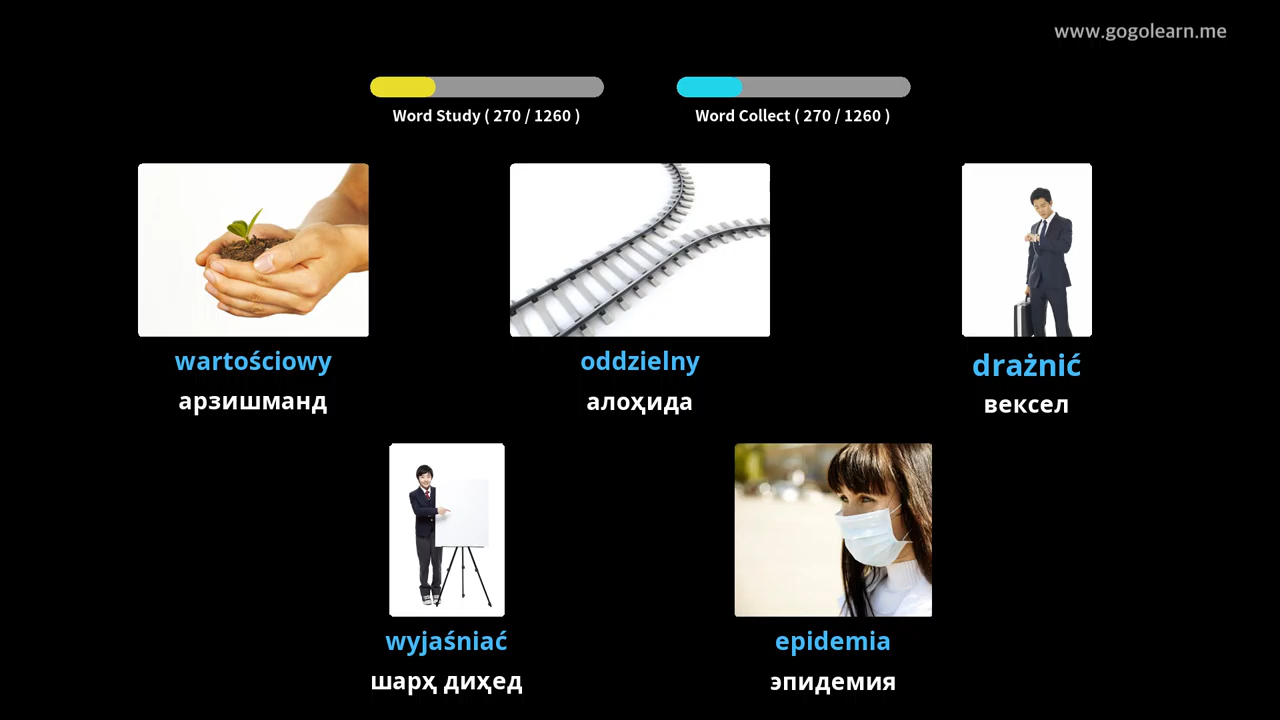 www.gogolearn.me
Word Study ( 270 / 1260 )
Word Collect ( 270 / 1260 )
wartościowy
арзишманд
oddzielny
алоҳида
drażnić
вексел
wyjaśniać
шарҳ диҳед
epidemia
эпидемия